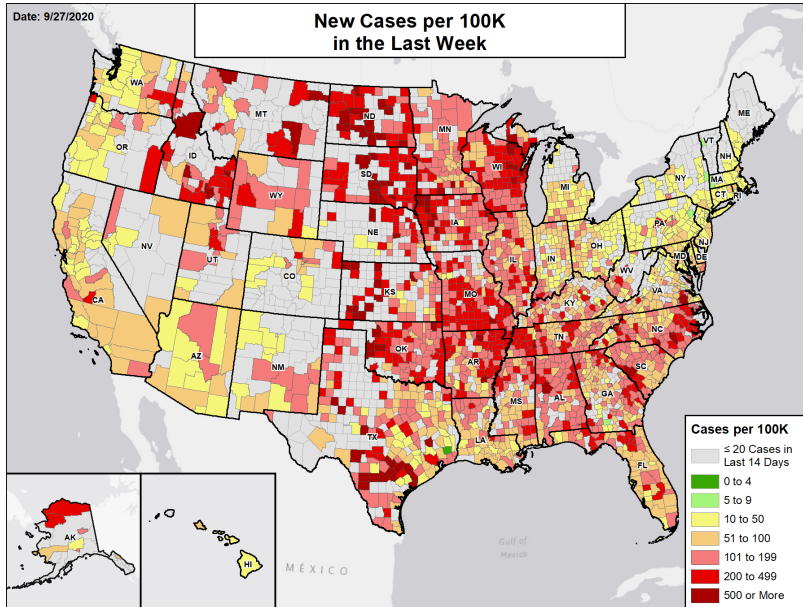 Date: 9/27/2020
New Cases per 100K
in the Last Week
WA
MT
ND
MN
ME
OR
ID
WI
VT
NH
SD
MI
NY
MA
WY
CT
RI
IA
PA
NE
NJ
NV
UT
CO
IL
IN
OH
MD
DE
WV
VA
CA
KS
MO
KY
AZ
NM
OK
AR
TN
NC
SC
MS
AL
GA
TX
LA
FL
AK
HI
MÉXICO
Gulf of
Mexico
Cases per 100K
≤ 20 Cases in
Last 14 Days
0 to 4
5 to 9
10 to 50
51 to 100
101 to 199
200 to 499
500 or More